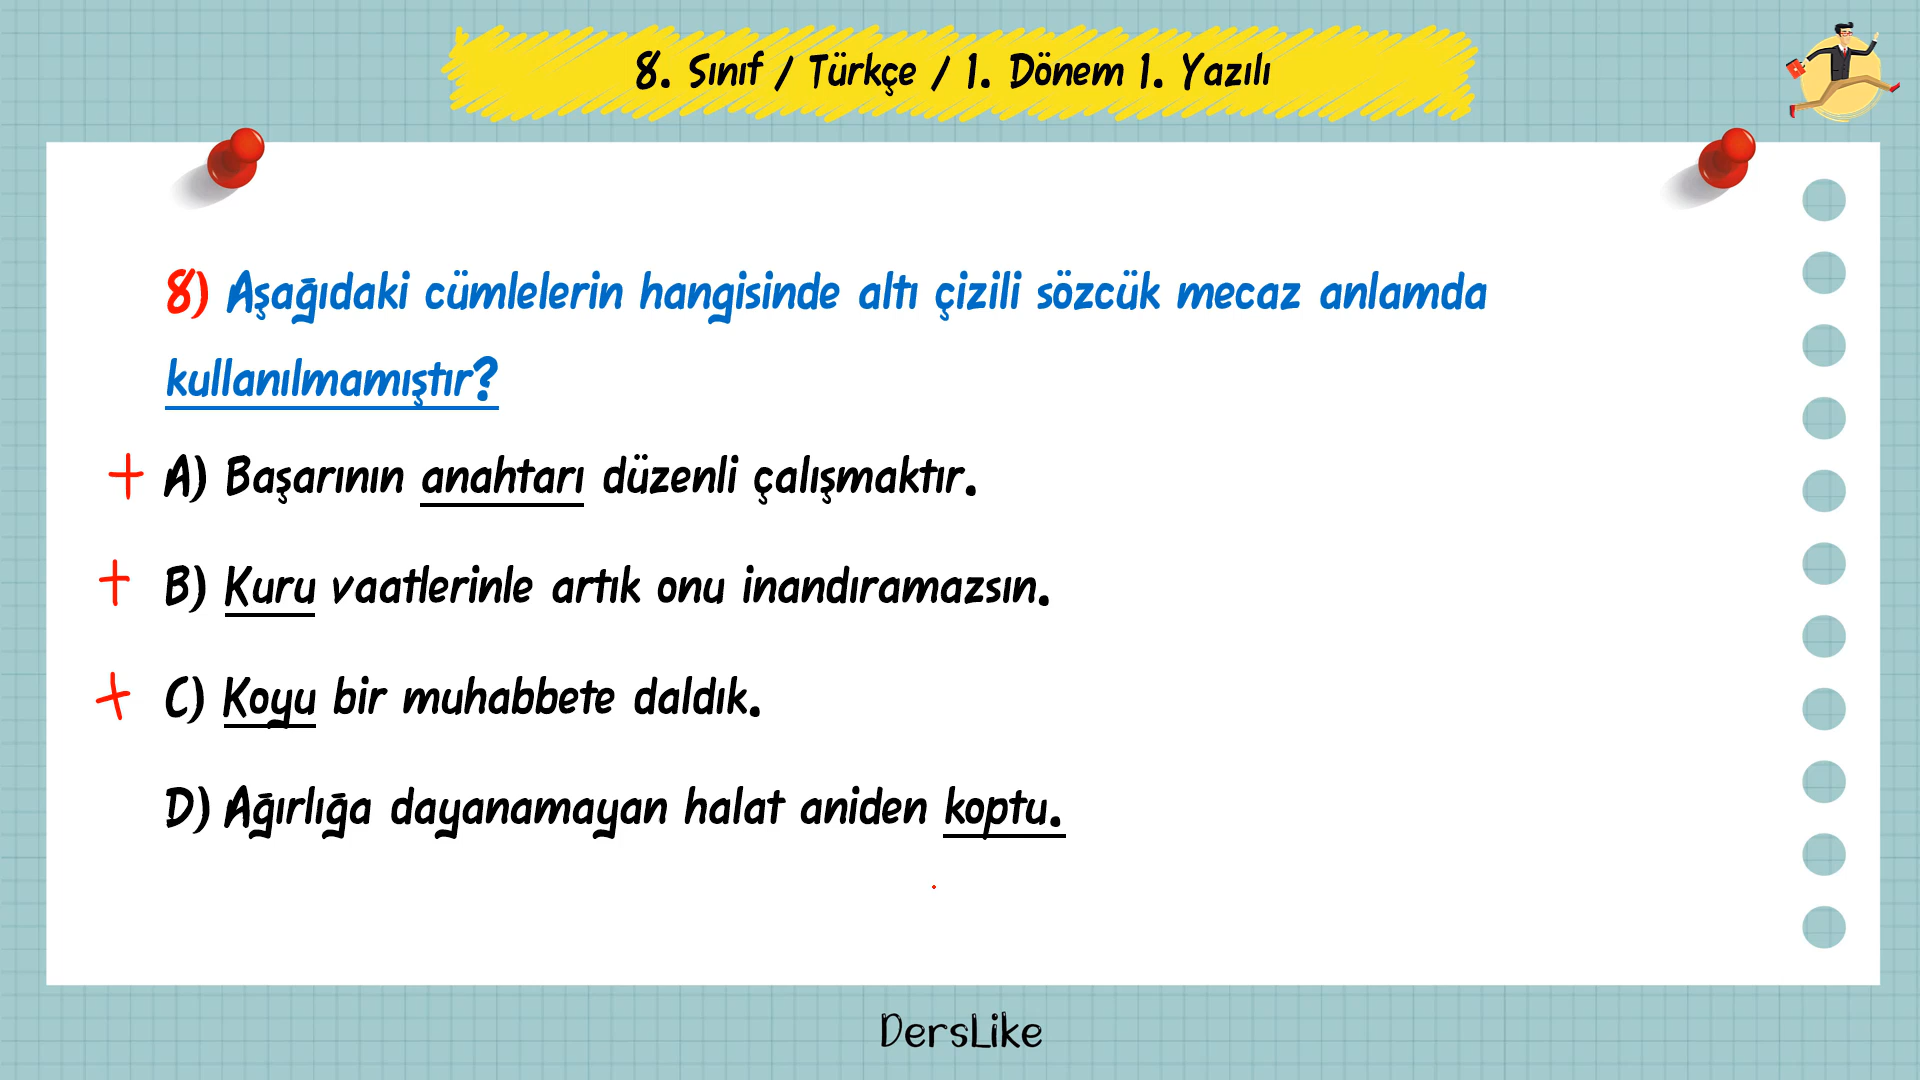 8. Sınıf / Türkçe / 1. Dönem 1. Yazılı
8) Aşağıdaki cümlelerin hangisinde altı çizili sözcük mecaz anlamda
kullanılmamıştır?
+ A) Başarının anahtarı düzenli çalışmaktır.
+ B) Kuru vaatlerinle artık onu inandıramazsın.
+ C) Koyu bir muhabbete daldık.
D) Ağırlığa dayanamayan halat aniden koptu.
DersLike